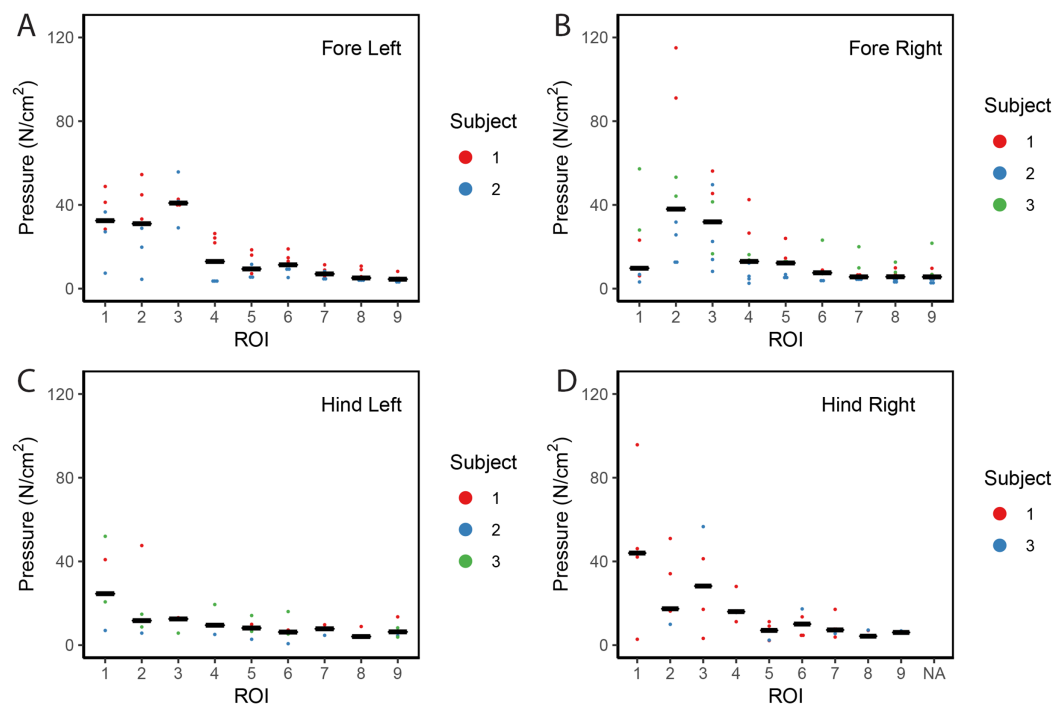 A
Fore Left
Pressure (N/cm²)
120
80
40
0
1 2 3 4 5 6 7 8 9
ROI
Subject
1
2
B
Fore Right
Pressure (N/cm²)
120
80
40
0
1 2 3 4 5 6 7 8 9
ROI
Subject
1
2
3
C
Hind Left
Pressure (N/cm²)
120
80
40
0
1 2 3 4 5 6 7 8 9
ROI
Subject
1
2
3
D
Hind Right
Pressure (N/cm²)
120
80
40
0
1 2 3 4 5 6 7 8 9 NA
ROI
Subject
1
3